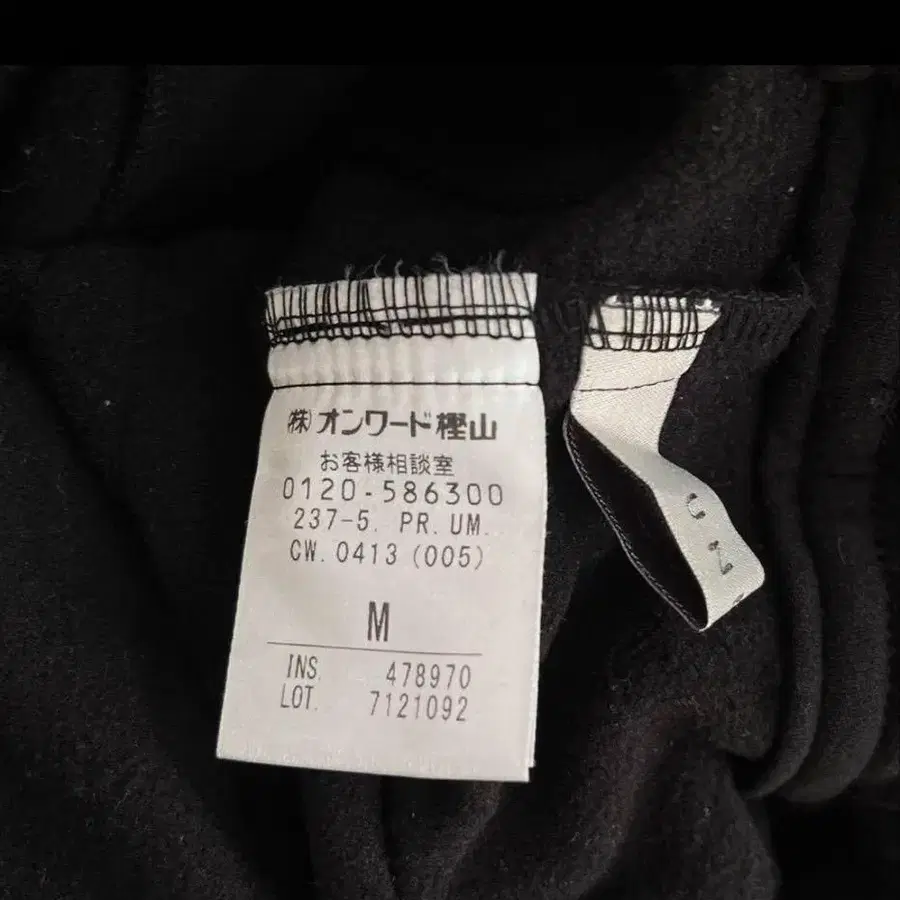 (株)オンワード樫山
お客様相談室
0120-586300
237-5. PR. UM.
CW. 0413 (005)
M
INS. 478970
LOT. 7121092